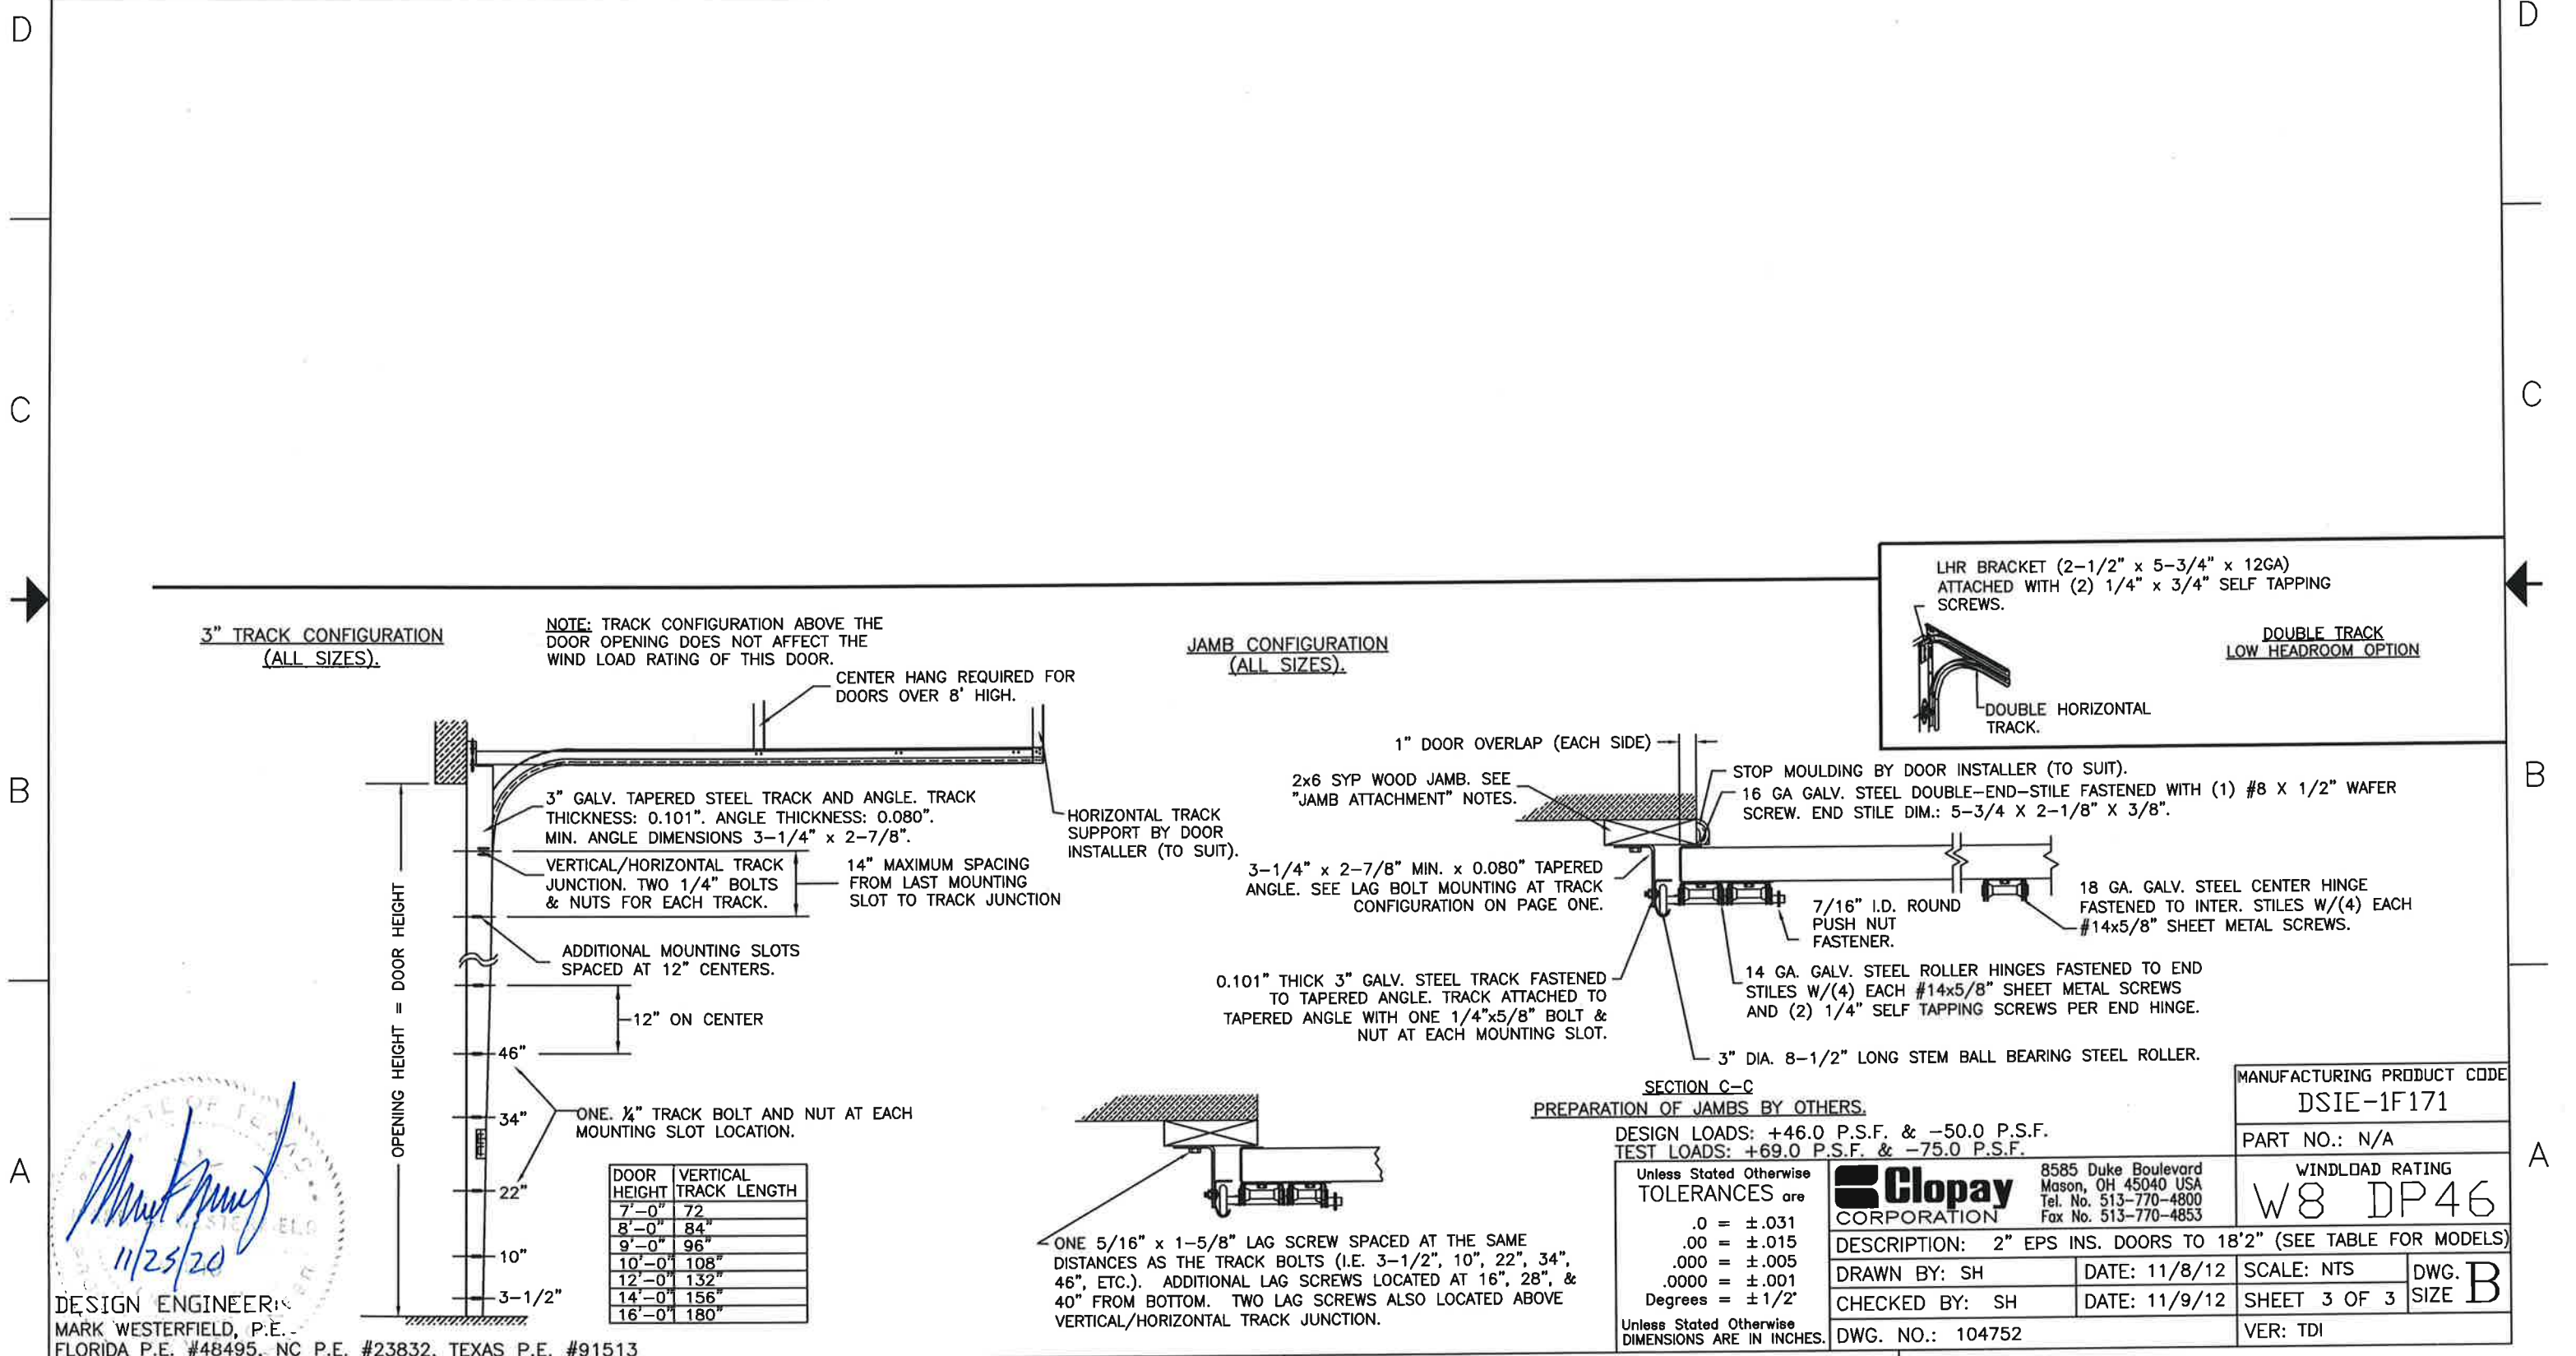 D
D
C
C
B
B
A
A
3" TRACK CONFIGURATION
(ALL SIZES).
NOTE: TRACK CONFIGURATION ABOVE THE
DOOR OPENING DOES NOT AFFECT THE
WIND LOAD RATING OF THIS DOOR.
CENTER HANG REQUIRED FOR
DOORS OVER 8' HIGH.
3" GALV. TAPERED STEEL TRACK AND ANGLE. TRACK
THICKNESS: 0.101". ANGLE THICKNESS: 0.080".
MIN. ANGLE DIMENSIONS 3-1/4" x 2-7/8".
HORIZONTAL TRACK
SUPPORT BY DOOR
INSTALLER (TO SUIT).
VERTICAL/HORIZONTAL TRACK
JUNCTION. TWO 1/4" BOLTS
& NUTS FOR EACH TRACK.
14" MAXIMUM SPACING
FROM LAST MOUNTING
SLOT TO TRACK JUNCTION
ADDITIONAL MOUNTING SLOTS
SPACED AT 12" CENTERS.
12" ON CENTER
OPENING HEIGHT = DOOR HEIGHT
46"
34"
22"
10"
3-1/2"
ONE. ¼" TRACK BOLT AND NUT AT EACH
MOUNTING SLOT LOCATION.
DOOR HEIGHT VERTICAL TRACK LENGTH
7'-0" 72
8'-0" 84"
9'-0" 96"
10'-0" 108"
12'-0" 132"
14'-0" 156"
16'-0" 180"
JAMB CONFIGURATION
(ALL SIZES).
1" DOOR OVERLAP (EACH SIDE)
2x6 SYP WOOD JAMB. SEE
"JAMB ATTACHMENT" NOTES.
STOP MOULDING BY DOOR INSTALLER (TO SUIT).
16 GA GALV. STEEL DOUBLE-END-STILE FASTENED WITH (1) #8 X 1/2" WAFER
SCREW. END STILE DIM.: 5-3/4 X 2-1/8" X 3/8".
3-1/4" x 2-7/8" MIN. x 0.080" TAPERED
ANGLE. SEE LAG BOLT MOUNTING AT TRACK
CONFIGURATION ON PAGE ONE.
7/16" I.D. ROUND
PUSH NUT
FASTENER.
18 GA. GALV. STEEL CENTER HINGE
FASTENED TO INTER. STILES W/(4) EACH
#14x5/8" SHEET METAL SCREWS.
0.101" THICK 3" GALV. STEEL TRACK FASTENED
TO TAPERED ANGLE. TRACK ATTACHED TO
TAPERED ANGLE WITH ONE 1/4"x5/8" BOLT &
NUT AT EACH MOUNTING SLOT.
14 GA. GALV. STEEL ROLLER HINGES FASTENED TO END
STILES W/(4) EACH #14x5/8" SHEET METAL SCREWS
AND (2) 1/4" SELF TAPPING SCREWS PER END HINGE.
3" DIA. 8-1/2" LONG STEM BALL BEARING STEEL ROLLER.
LHR BRACKET (2-1/2" x 5-3/4" x 12GA)
ATTACHED WITH (2) 1/4" x 3/4" SELF TAPPING
SCREWS.
DOUBLE TRACK
LOW HEADROOM OPTION
DOUBLE HORIZONTAL
TRACK.
ONE 5/16" x 1-5/8" LAG SCREW SPACED AT THE SAME
DISTANCES AS THE TRACK BOLTS (I.E. 3-1/2", 10", 22", 34",
46", ETC.). ADDITIONAL LAG SCREWS LOCATED AT 16", 28", &
40" FROM BOTTOM. TWO LAG SCREWS ALSO LOCATED ABOVE
VERTICAL/HORIZONTAL TRACK JUNCTION.
SECTION C-C
PREPARATION OF JAMBS BY OTHERS.
DESIGN LOADS: +46.0 P.S.F. & -50.0 P.S.F.
TEST LOADS: +69.0 P.S.F. & -75.0 P.S.F.
Unless Stated Otherwise
TOLERANCES are
.0 = ±.031
.00 = ±.015
.000 = ±.005
.0000 = ±.001
Degrees = ±1/2°
Unless Stated Otherwise
DIMENSIONS ARE IN INCHES.
Clopay
CORPORATION
8585 Duke Boulevard
Mason, OH 45040 USA
Tel. No. 513-770-4800
Fax No. 513-770-4853
MANUFACTURING PRODUCT CODE
DSIE-1F171
PART NO.: N/A
WINDLOAD RATING
W8 DP46
DESCRIPTION: 2" EPS INS. DOORS TO 18'2" (SEE TABLE FOR MODELS)
DRAWN BY: SH DATE: 11/8/12 SCALE: NTS
CHECKED BY: SH DATE: 11/9/12 SHEET 3 OF 3
DWG. SIZE B
DWG. NO.: 104752 VER: TDI
11/25/20
DESIGN ENGINEER:
MARK WESTERFIELD, P.E.
FLORIDA P.E. #48495, NC P.E. #23832, TEXAS P.E. #91513